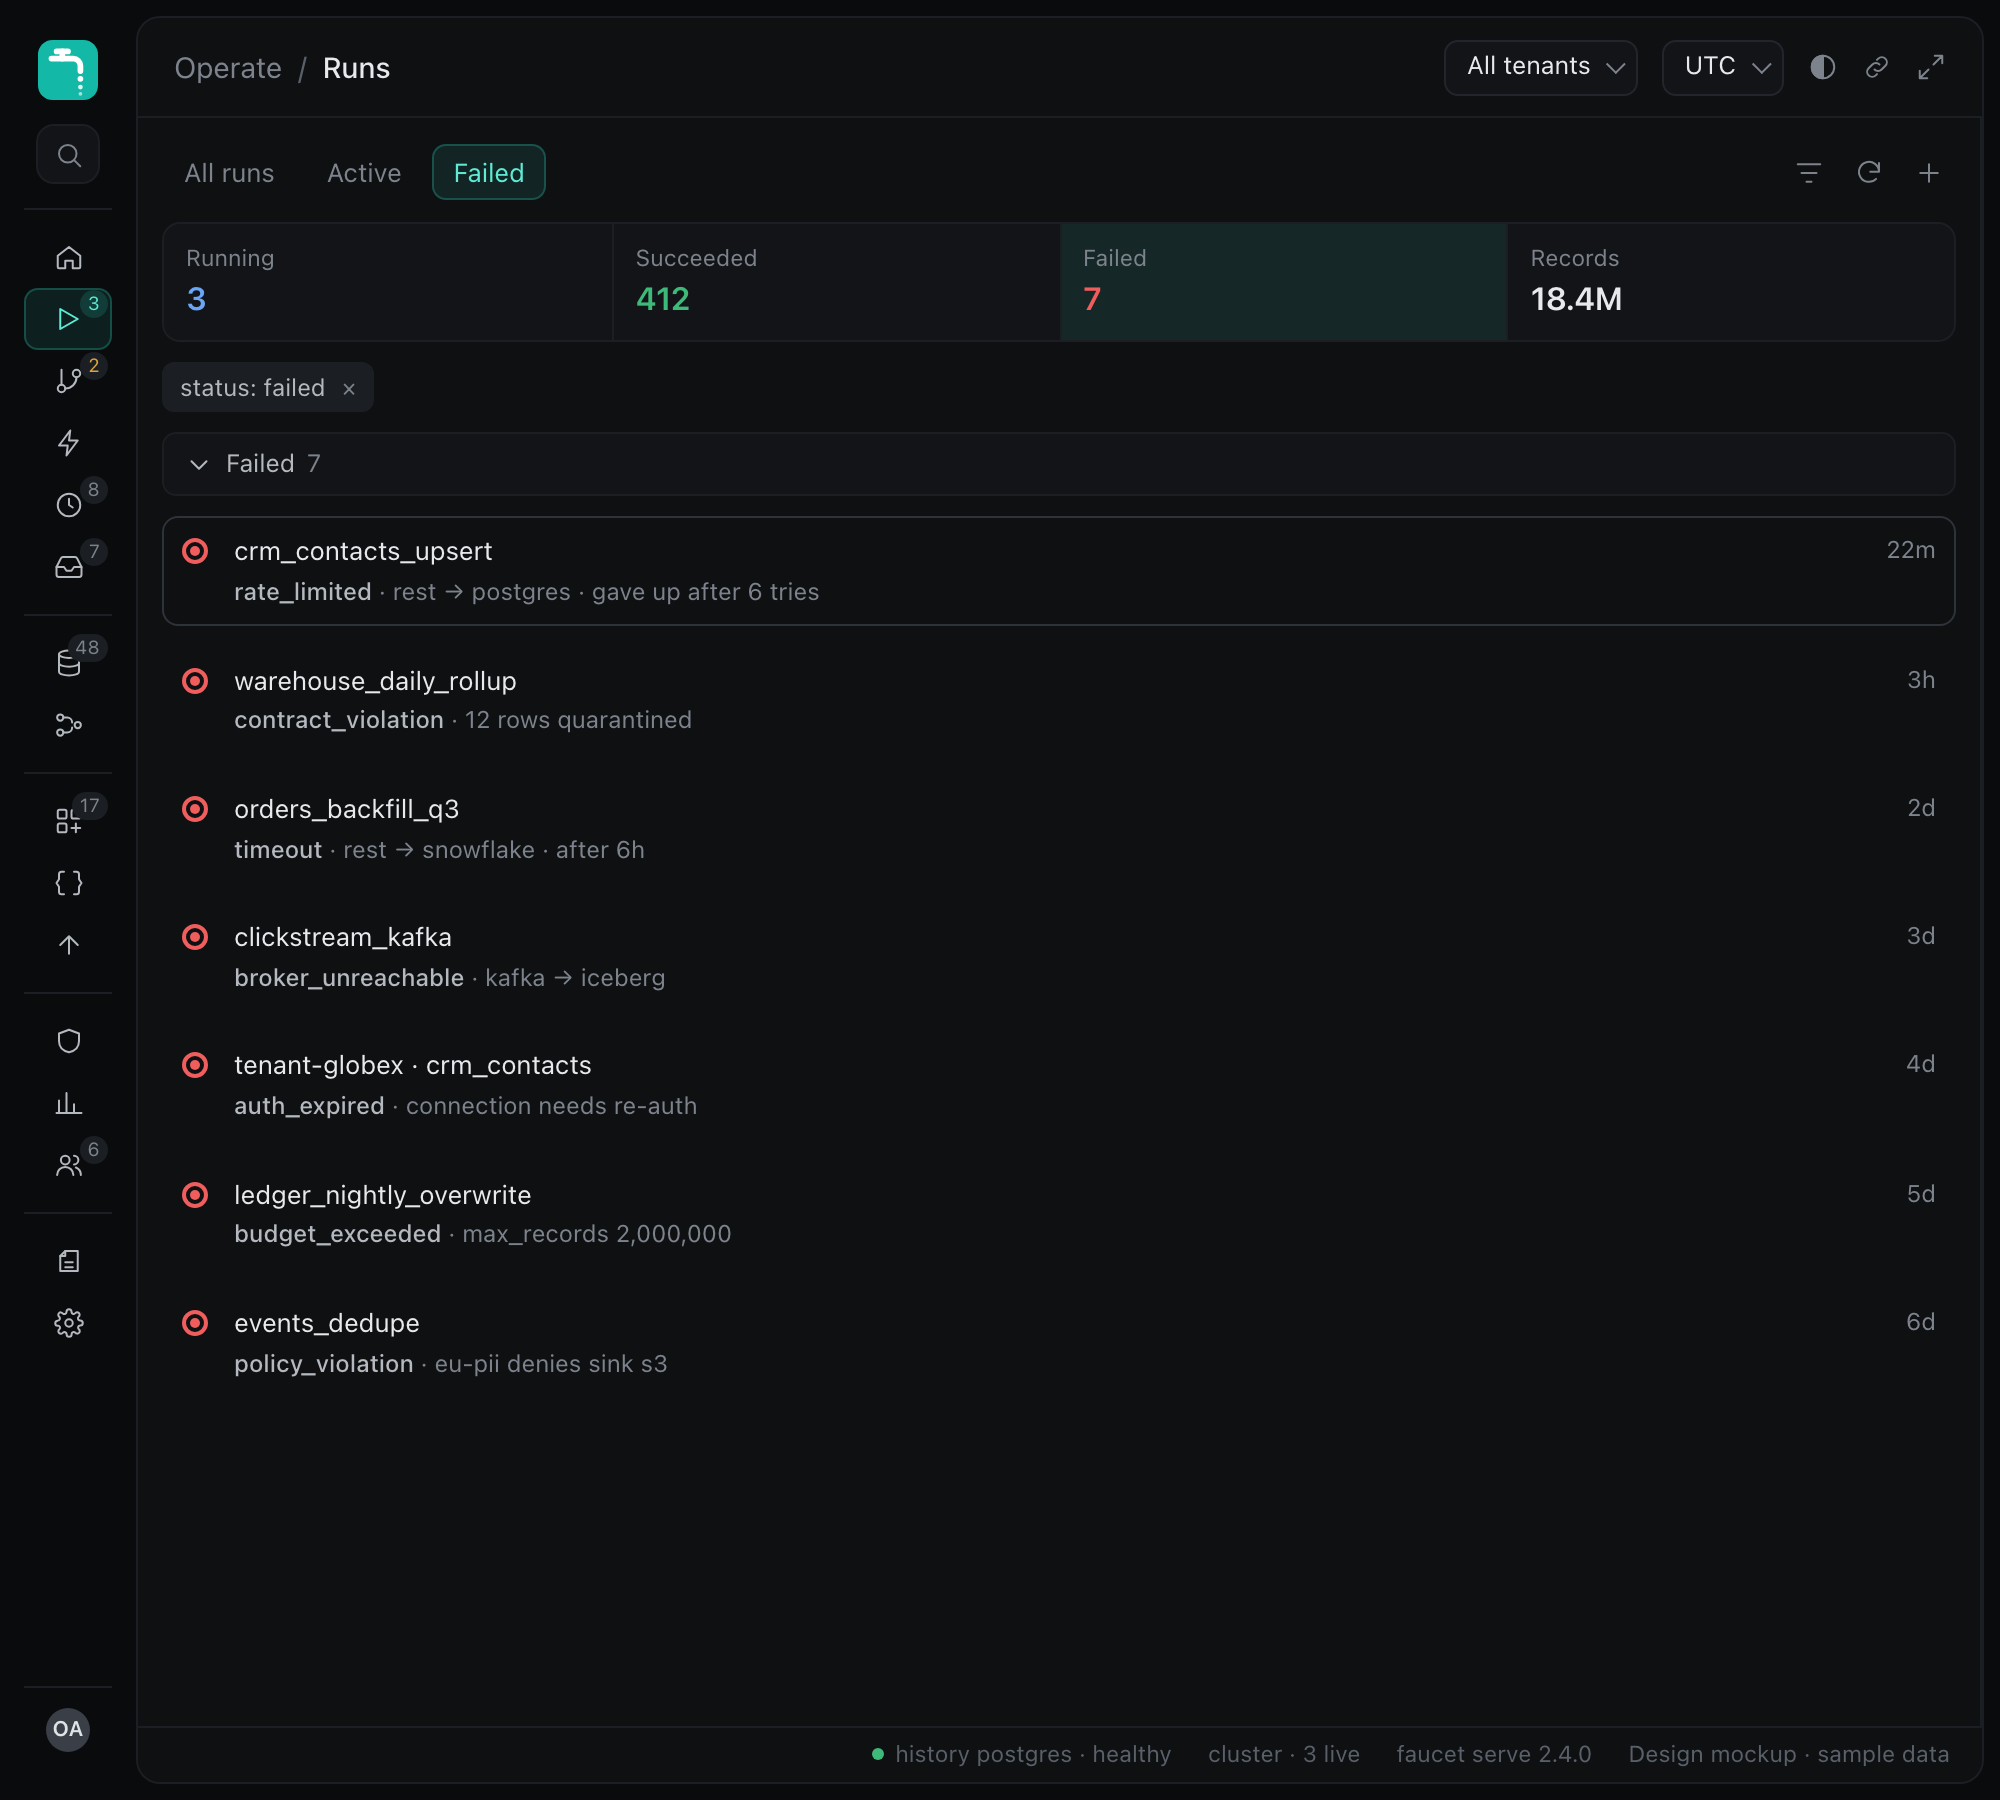 Operate / Runs
All tenants
UTC
All runs
Active
Failed
Running
3
Succeeded
412
Failed
7
Records
18.4M
status: failed ×
Failed 7
crm_contacts_upsert
22m
rate_limited · rest → postgres · gave up after 6 tries
warehouse_daily_rollup
3h
contract_violation · 12 rows quarantined
orders_backfill_q3
2d
timeout · rest → snowflake · after 6h
clickstream_kafka
3d
broker_unreachable · kafka → iceberg
tenant-globex · crm_contacts
4d
auth_expired · connection needs re-auth
ledger_nightly_overwrite
5d
budget_exceeded · max_records 2,000,000
events_dedupe
6d
policy_violation · eu-pii denies sink s3
3
2
8
7
48
17
6
OA
history postgres · healthy
cluster · 3 live
faucet serve 2.4.0
Design mockup · sample data